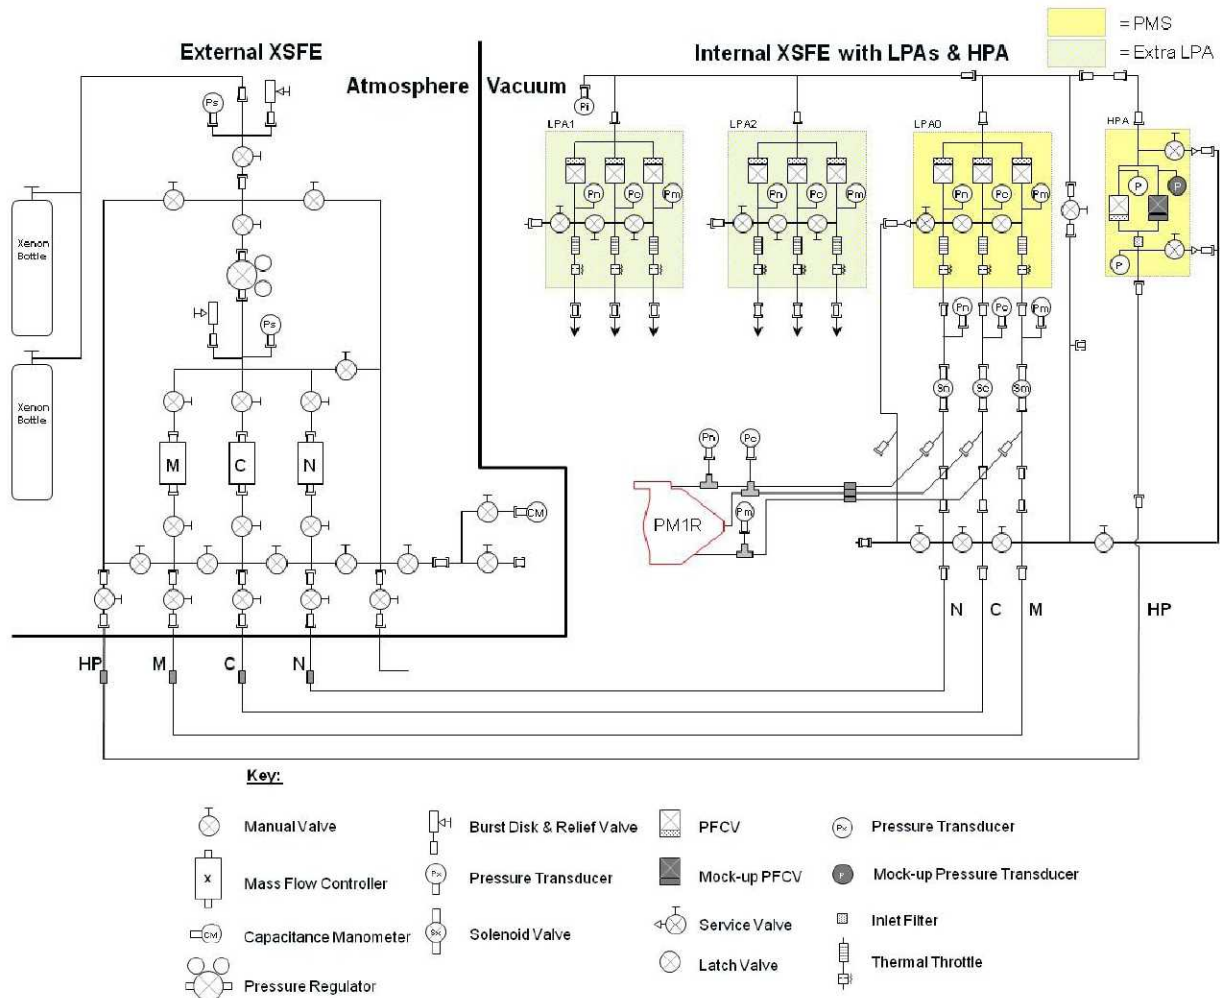 = PMS
= Extra LPA
External XSFE
Internal XSFE with LPAs & HPA
Atmosphere Vacuum
Ps
Pi
LPA1
LPA2
LPA0
HPA
Pn Pc Pm
Pn Pc Pm
Pn Pc Pm
P
P
P
Xenon
Bottle
Ps
Pn Pc Pm
Xenon
Bottle
Sn Sc Sm
M C N
Pn Pc
Pm
PM1R
CM
N C M HP
HP M C N
Key:
Manual Valve
Burst Disk & Relief Valve
PFCV
Px Pressure Transducer
X Mass Flow Controller
Px Pressure Transducer
Mock-up PFCV
P Mock-up Pressure Transducer
CM Capacitance Manometer
Sx Solenoid Valve
Service Valve
Inlet Filter
Pressure Regulator
Latch Valve
Thermal Throttle